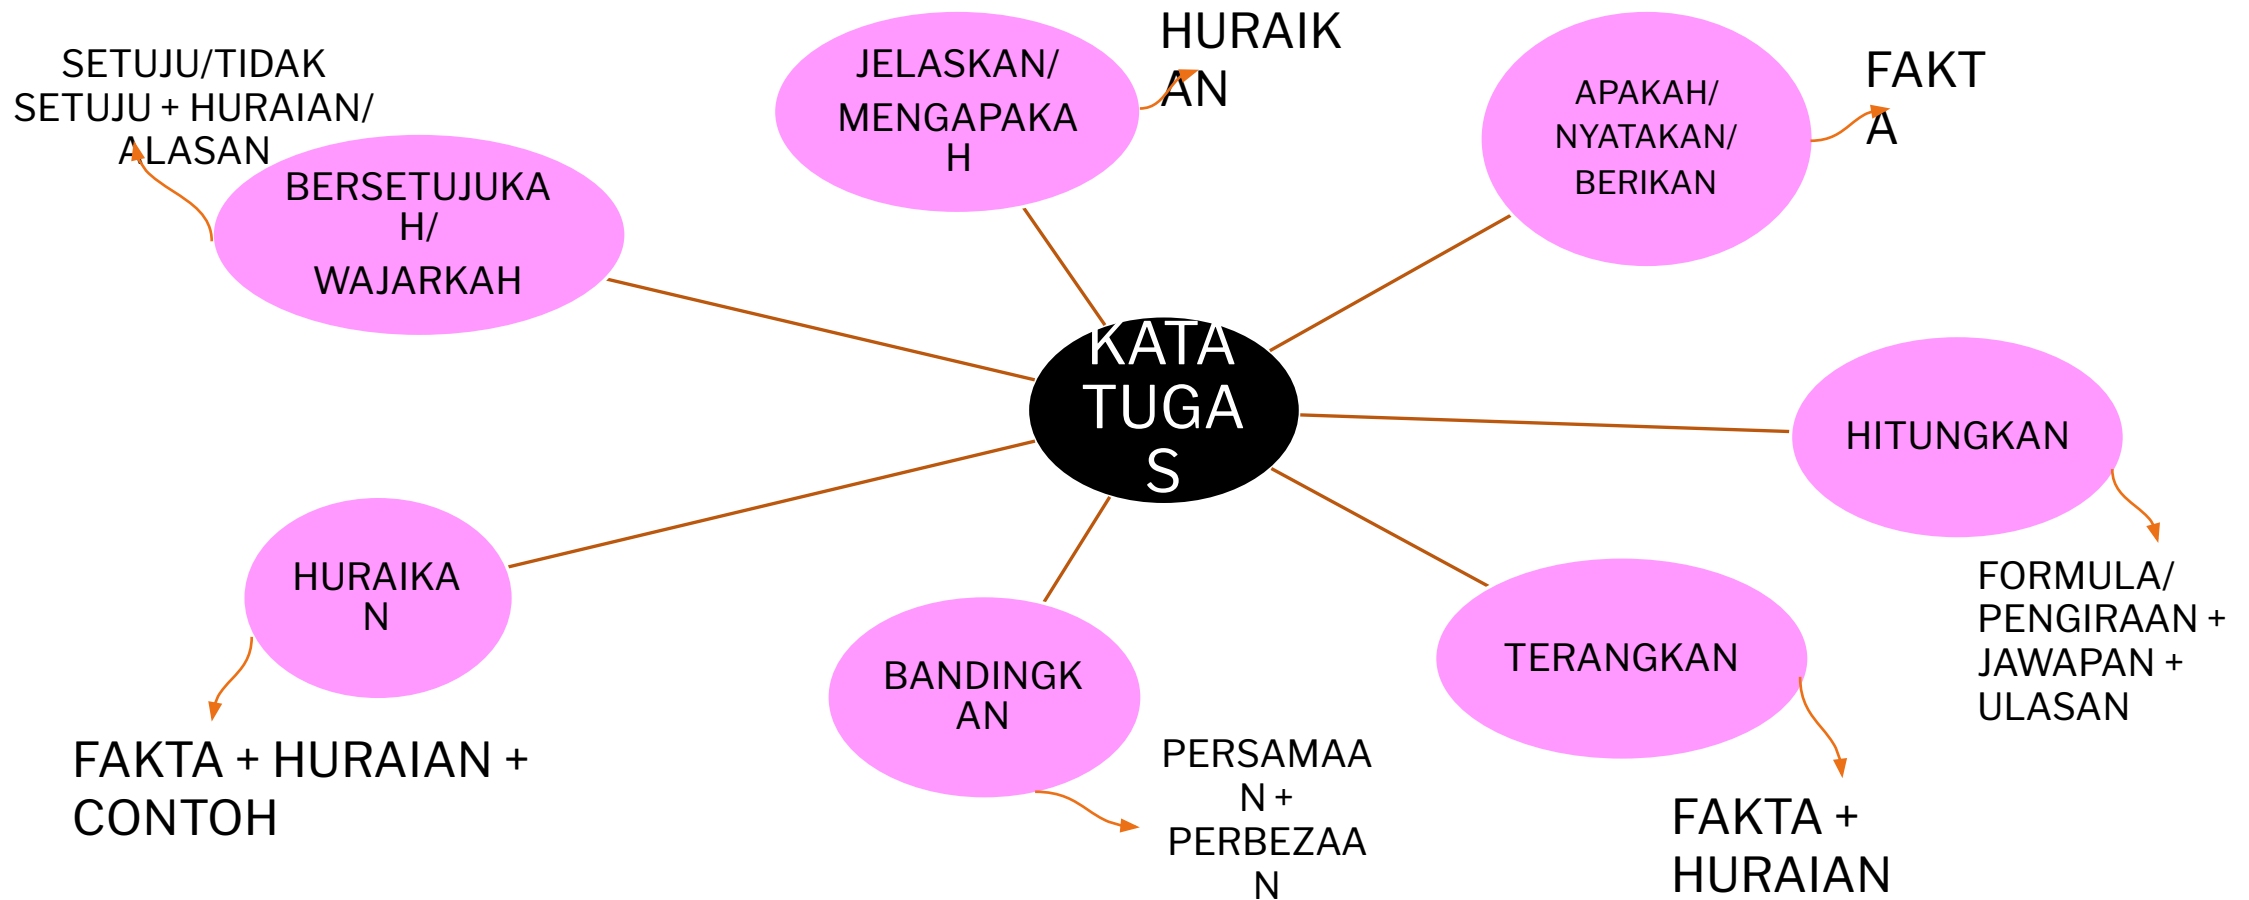 SETUJU/TIDAK
SETUJU + HURAIAN/
ALASAN
BERSETUJUKA
H/
WAJARKAH
JELASKAN/
MENGAPAKA
H
HURAIK
AN
APAKAH/
NYATAKAN/
BERIKAN
FAKT
A
KATA
TUGA
S
HITUNGKAN
FORMULA/
PENGIRAAN +
JAWAPAN +
ULASAN
HURAIKA
N
FAKTA + HURAIAN +
CONTOH
BANDINGK
AN
PERSAMAA
N +
PERBEZAA
N
TERANGKAN
FAKTA +
HURAIAN